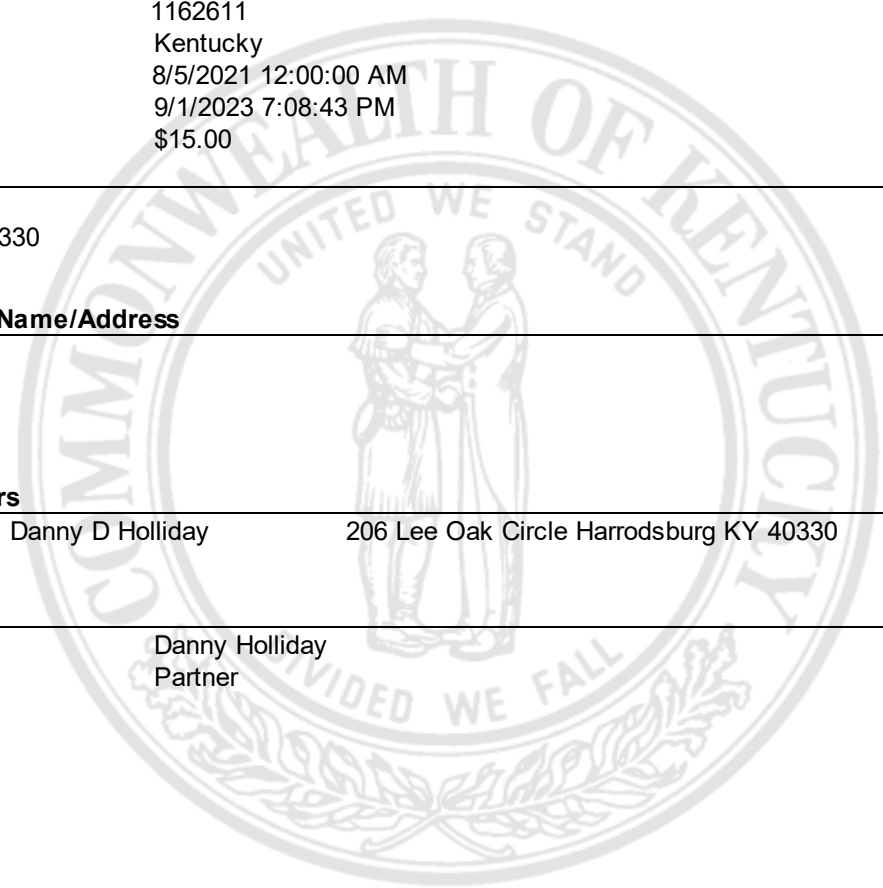 1162611
Kentucky
8/5/2021 12:00:00 AM
9/1/2023 7:08:43 PM
$15.00
330
Name/Address
rs
Danny D Holliday 206 Lee Oak Circle Harrodsburg KY 40330
Danny Holliday
Partner
COMMONWEALTH OF KENTUCKY
UNITED WE STAND
DIVIDED WE FALL